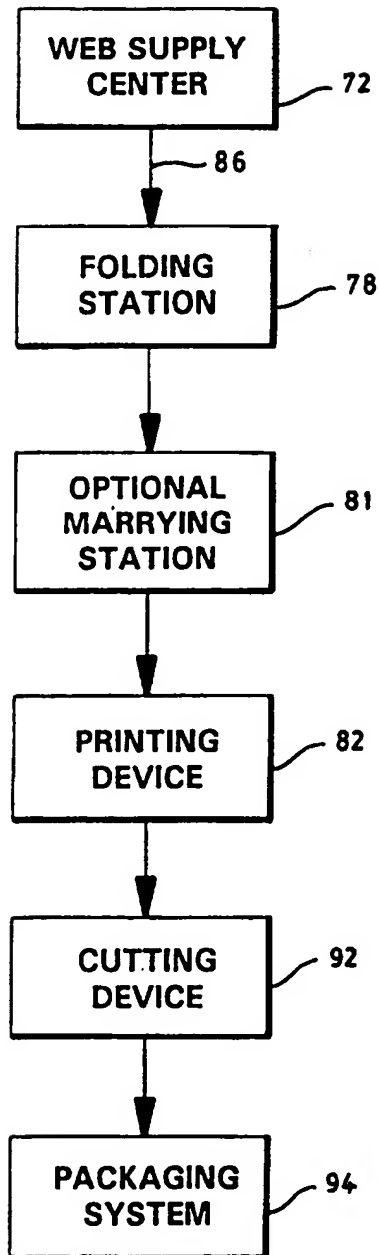 WEB SUPPLY
CENTER
72
86
FOLDING
STATION
78
OPTIONAL
MARRYING
STATION
81
PRINTING
DEVICE
82
CUTTING
DEVICE
92
PACKAGING
SYSTEM
94